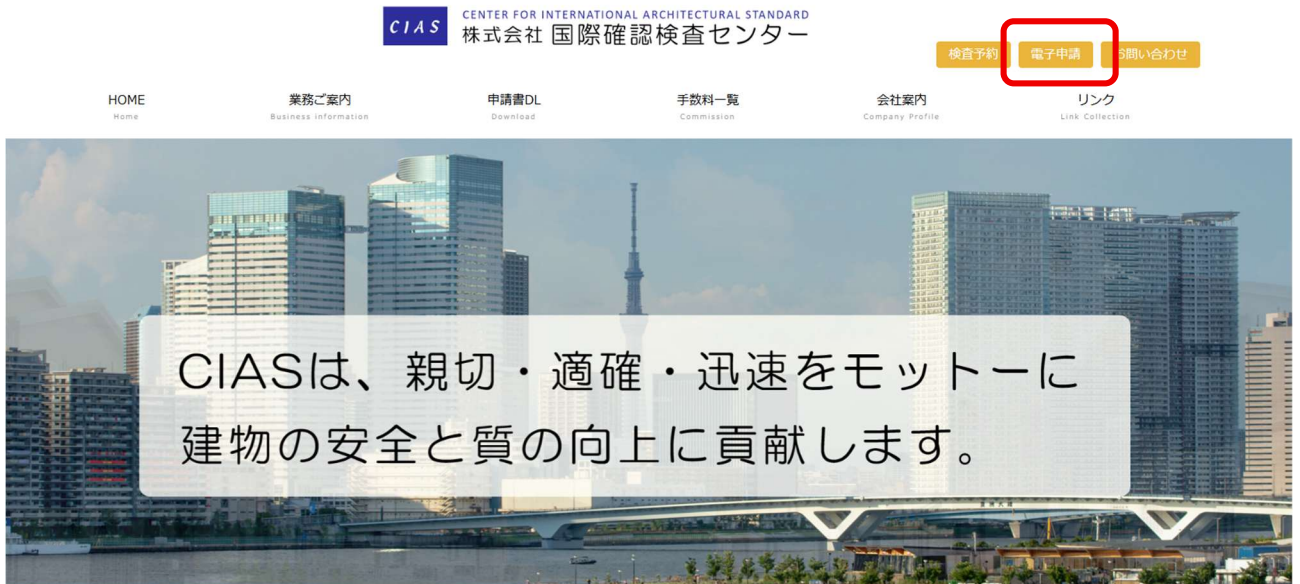 CIAS
CENTER FOR INTERNATIONAL ARCHITECTURAL STANDARD
株式会社 国際確認検査センター
検査予約 電子申請 お問い合わせ
HOME 業務ご案内 申請書DL 手数料一覧 会社案内 リンク
Home Business information Download Commission Company Profile Link Collection
CIASは、親切・適確・迅速をモットーに
建物の安全と質の向上に貢献します。